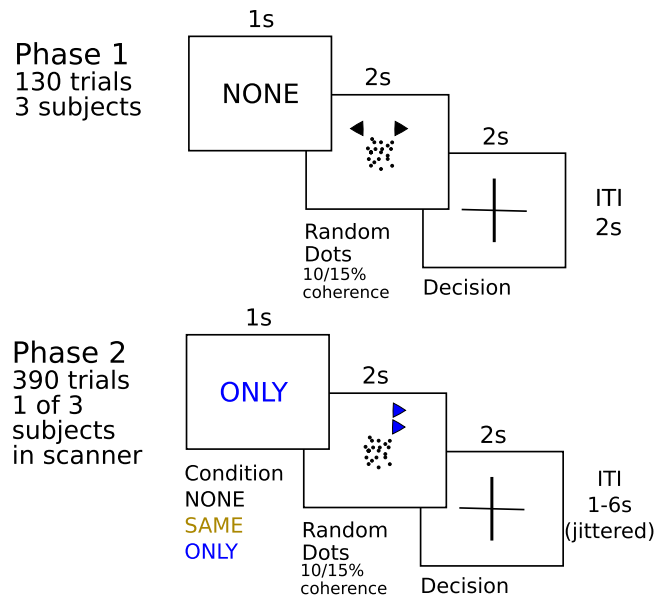 1s
Phase 1
130 trials
3 subjects
NONE
2s
2s
ITI
2s
Random
Dots
10/15%
coherence
Decision
1s
Phase 2
390 trials
1 of 3
subjects
in scanner
ONLY
2s
2s
Condition
NONE
SAME
ONLY
ITI
1-6s
(jittered)
Random
Dots
10/15%
coherence
Decision